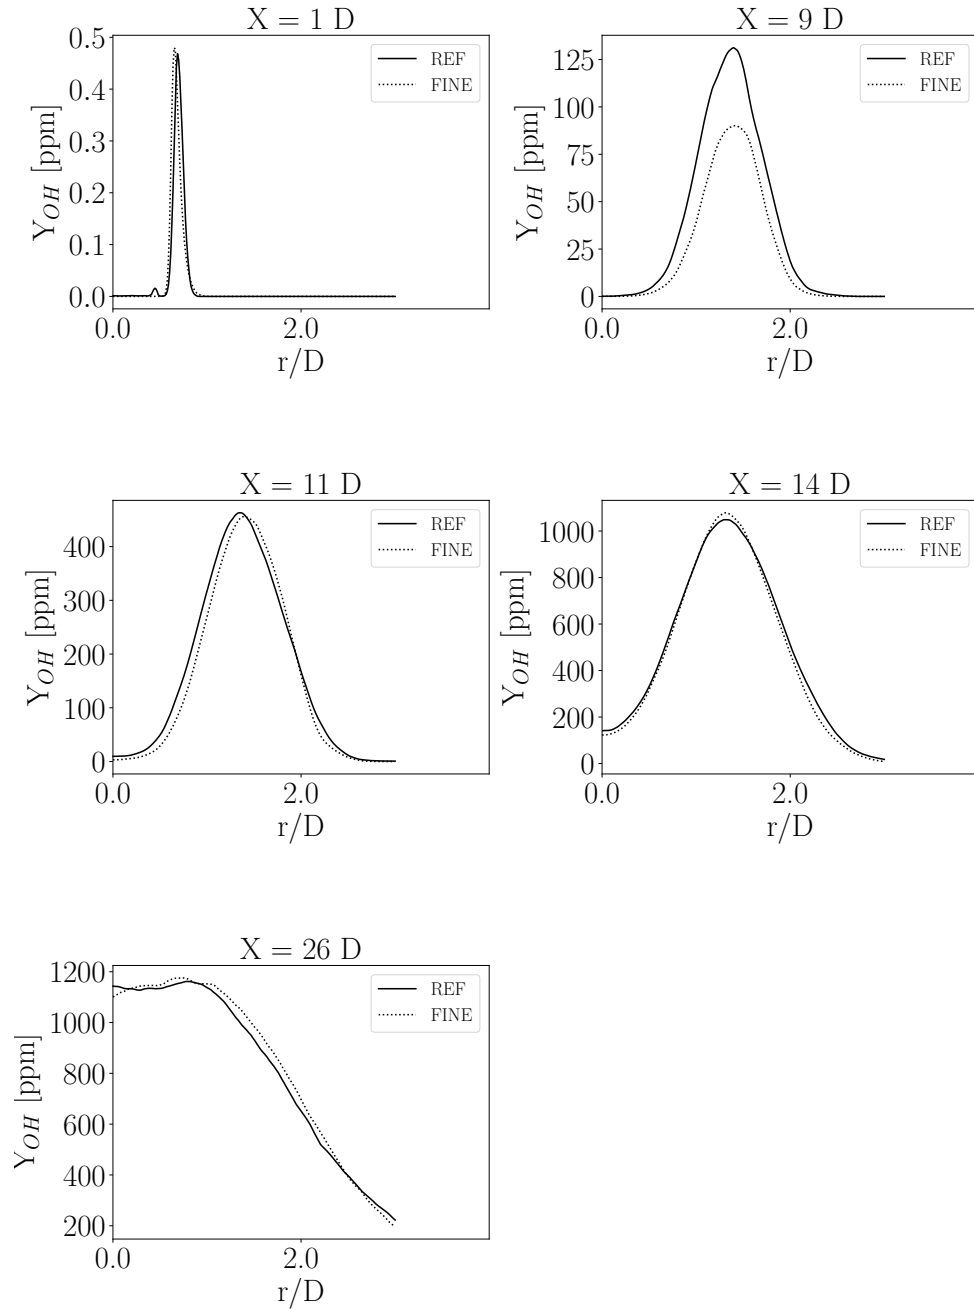 X = 1 D
0.5
0.4
0.3
0.2
0.1
0.0
Y_OH [ppm]
REF
FINE
0.0
2.0
r/D
X = 9 D
125
100
75
50
25
0
Y_OH [ppm]
REF
FINE
0.0
2.0
r/D
X = 11 D
400
300
200
100
0
Y_OH [ppm]
REF
FINE
0.0
2.0
r/D
X = 14 D
1000
800
600
400
200
0
Y_OH [ppm]
REF
FINE
0.0
2.0
r/D
X = 26 D
1200
1000
800
600
400
200
Y_OH [ppm]
REF
FINE
0.0
2.0
r/D